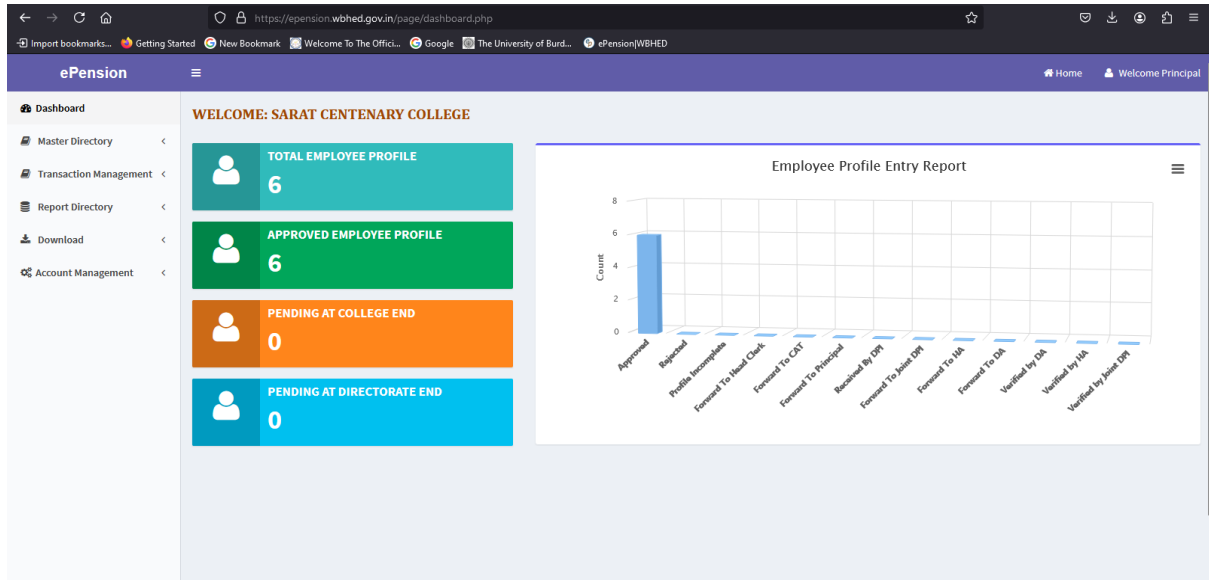 https://epension.wbhed.gov.in/page/dashboard.php
Import bookmarks... Getting Started New Bookmark Welcome To The Offici... Google The University of Burd... ePension|WBHED
ePension Home Welcome Principal
Dashboard
Master Directory
Transaction Management
Report Directory
Download
Account Management
WELCOME: SARAT CENTENARY COLLEGE
TOTAL EMPLOYEE PROFILE
6
APPROVED EMPLOYEE PROFILE
6
PENDING AT COLLEGE END
0
PENDING AT DIRECTORATE END
0
Employee Profile Entry Report
Count
8
6
4
2
0
Approved
Rejected
Profile Incomplete
Forward To Head Clerk
Forward To CAT
Forward To Principal
Received By DPI
Forward To Joint DPI
Forward To HA
Forward To DA
Verified by DA
Verified by HA
Verified by Joint DPI